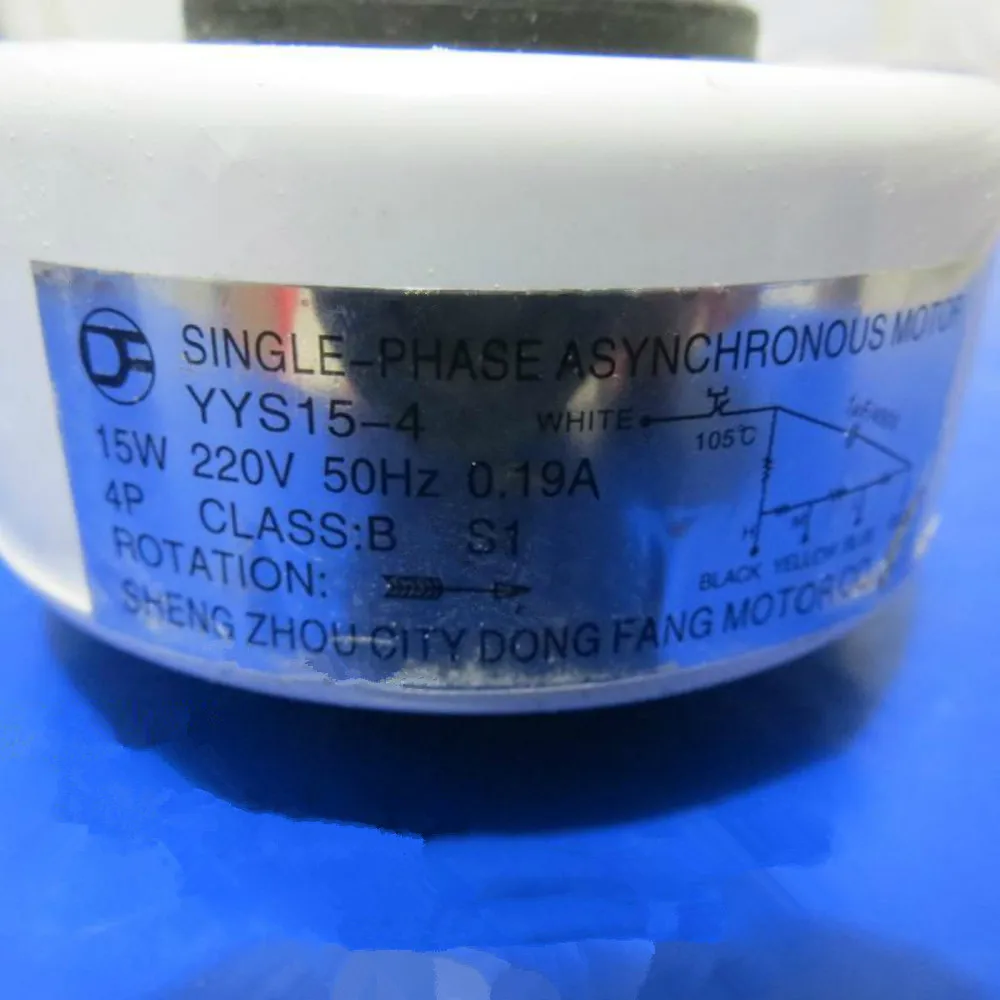 SINGLE-PHASE ASYNCHRONOUS MOTOR
YYS15-4
WHITE
105℃
15W 220V 50Hz 0.19A
4P CLASS:B S1
H
M
L
BLACK YELLOW BLUE
ROTATION:
SHENG ZHOU CITY DONG FANG MOTOR CO